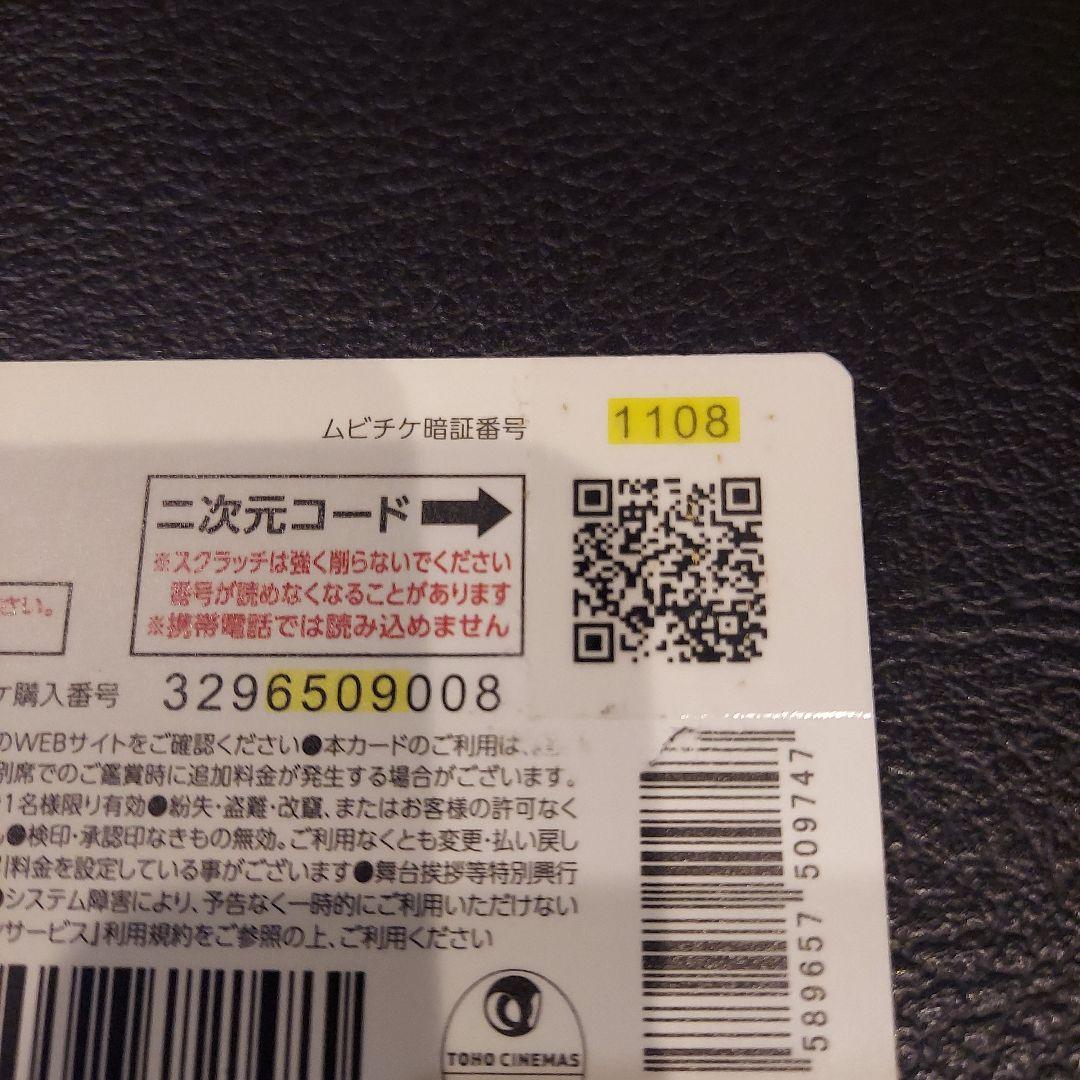 ムビチケ暗証番号
1108
二次元コード
※スクラッチは強く削らないでください
番号が読めなくなることがあります
※携帯電話では読み込めません
さい。
ケ購入番号 3296509008
のWEBサイトをご確認ください●本カードのご利用は、
別席でのご鑑賞時に追加料金が発生する場合がございます。
1名様限り有効●紛失・盗難・改竄、またはお客様の許可なく
●検印・承認印なきもの無効。ご利用なくとも変更・払い戻し
引料金を設定している事がございます●舞台挨拶等特別興行
●システム障害により、予告なく一時的にご利用いただけない
サービス』利用規約をご参照の上、ご利用ください
5896577509747
TOHO CINEMAS